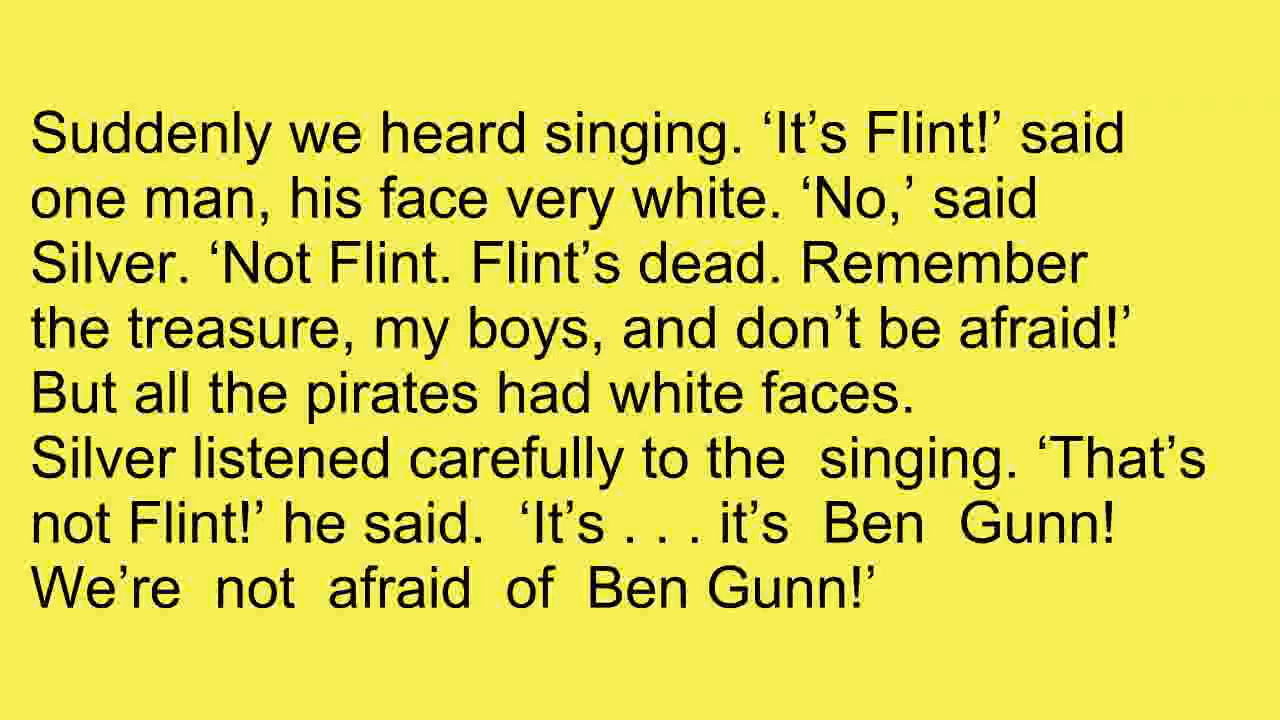 Suddenly we heard singing. ‘It’s Flint!’ said
one man, his face very white. ‘No,’ said
Silver. ‘Not Flint. Flint’s dead. Remember
the treasure, my boys, and don’t be afraid!’
But all the pirates had white faces.
Silver listened carefully to the  singing. ‘That’s
not Flint!’ he said.  ‘It’s . . . it’s  Ben  Gunn!
We’re  not  afraid  of  Ben Gunn!’